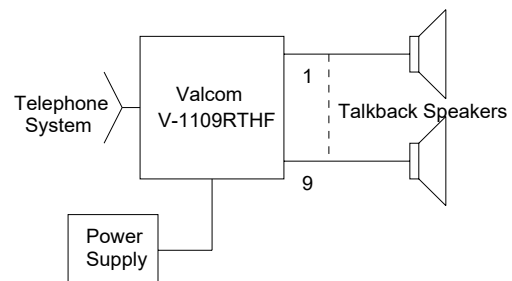 Telephone
System
Valcom
V-1109RTHF
1
Talkback Speakers
9
Power
Supply